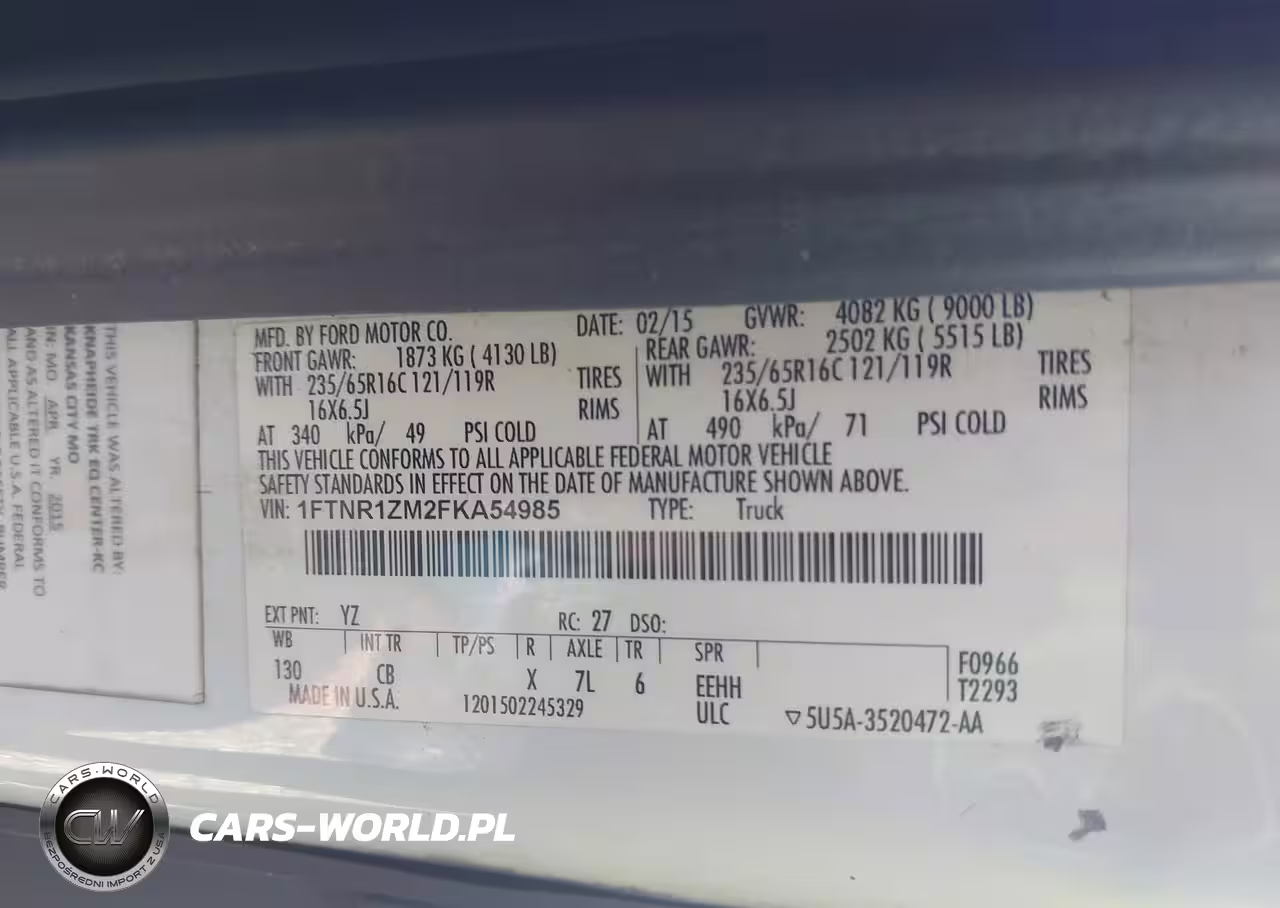 MFD. BY FORD MOTOR CO.
DATE: 02/15
GVWR: 4082 KG ( 9000 LB)
FRONT GAWR: 1873 KG ( 4130 LB)
REAR GAWR: 2502 KG ( 5515 LB)
WITH 235/65R16C 121/119R TIRES
WITH 235/65R16C 121/119R TIRES
16X6.5J RIMS
16X6.5J RIMS
AT 340 kPa/ 49 PSI COLD
AT 490 kPa/ 71 PSI COLD
THIS VEHICLE CONFORMS TO ALL APPLICABLE FEDERAL MOTOR VEHICLE
SAFETY STANDARDS IN EFFECT ON THE DATE OF MANUFACTURE SHOWN ABOVE.
VIN: 1FTNR1ZM2FKA54985 TYPE: Truck
EXT PNT: YZ RC: 27 DSO:
WB INT TR TP/PS R AXLE TR SPR
130 CB X 7L 6 EEHH
F0966
T2293
MADE IN U.S.A. 1201502245329 ULC ▽5U5A-3520472-AA
THIS VEHICLE WAS ALTERED BY:
KNAPHEIDE TRK EQ CENTER-KC
KANSAS CITY MO
IN: MO APR YR 2015
AND AS ALTERED IT CONFORMS TO
ALL APPLICABLE U.S.A. FEDERAL
CARS-WORLD
CW
BEZPOŚREDNI IMPORT Z USA
CARS-WORLD.PL